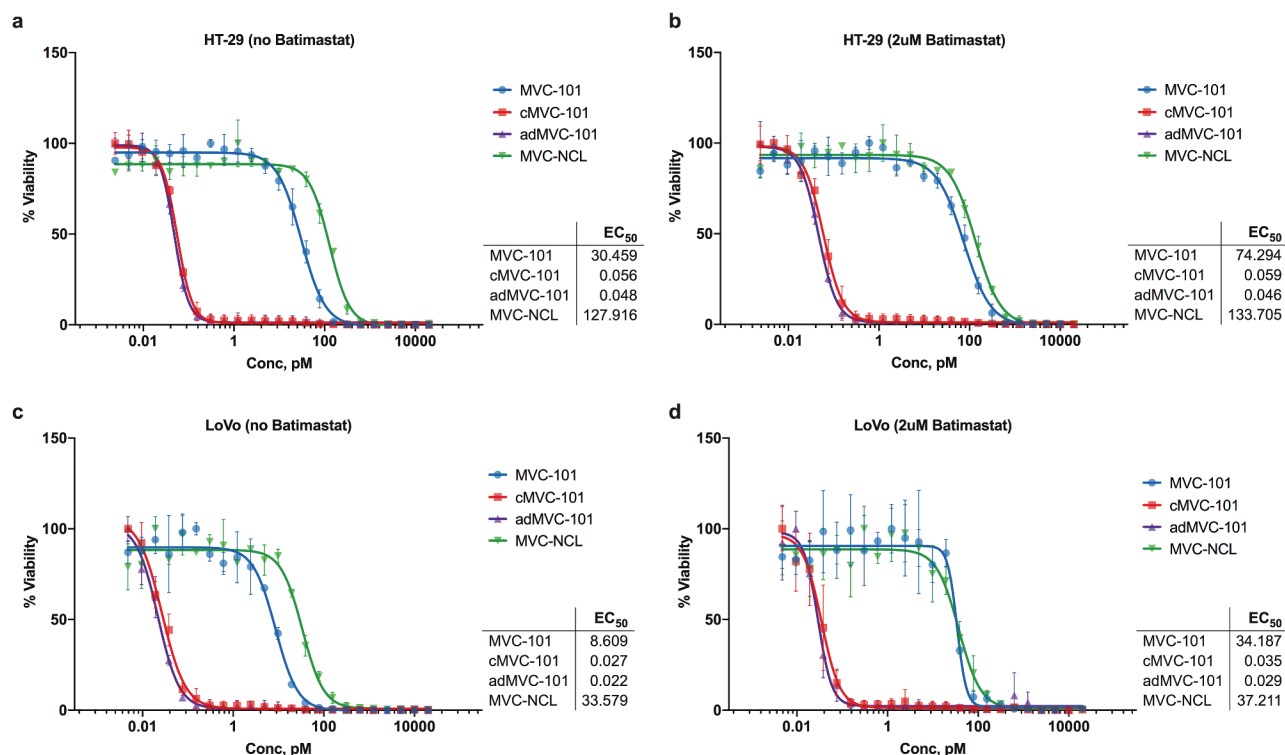 a
HT-29 (no Batimastat)
150
100
50
0
% Viability
0.01 1 100 10000
Conc, pM
MVC-101
cMVC-101
adMVC-101
MVC-NCL
EC50
MVC-101 30.459
cMVC-101 0.056
adMVC-101 0.048
MVC-NCL 127.916
b
HT-29 (2uM Batimastat)
150
100
50
0
% Viability
0.01 1 100 10000
Conc, pM
MVC-101
cMVC-101
adMVC-101
MVC-NCL
EC50
MVC-101 74.294
cMVC-101 0.059
adMVC-101 0.046
MVC-NCL 133.705
c
LoVo (no Batimastat)
150
100
50
0
% Viability
0.01 1 100 10000
Conc, pM
MVC-101
cMVC-101
adMVC-101
MVC-NCL
EC50
MVC-101 8.609
cMVC-101 0.027
adMVC-101 0.022
MVC-NCL 33.579
d
LoVo (2uM Batimastat)
150
100
50
0
% Viability
0.01 1 100 10000
Conc, pM
MVC-101
cMVC-101
adMVC-101
MVC-NCL
EC50
MVC-101 34.187
cMVC-101 0.035
adMVC-101 0.029
MVC-NCL 37.211